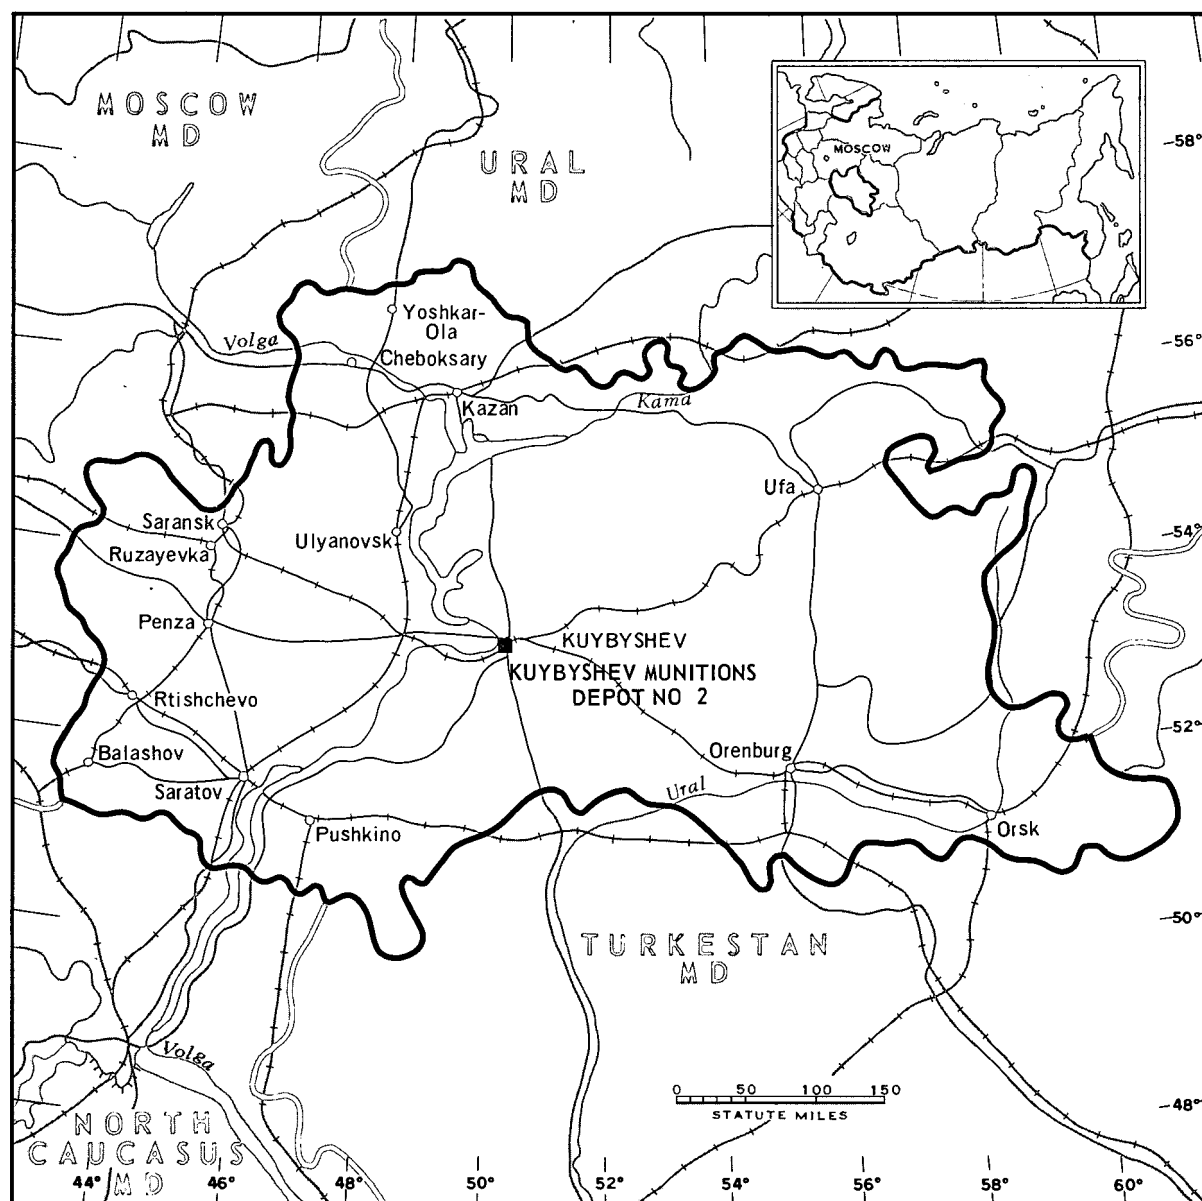 MOSCOW
MD
URAL
MD
MOSCOW
58°
Yoshkar-
Ola
Volga
Cheboksary
56°
Kazan
Kama
Ufa
Saransk
Ulyanovsk
Ruzayevka
54°
Penza
KUYBYSHEV
KUYBYSHEV MUNITIONS
DEPOT NO 2
Rtishchevo
52°
Balashov
Orenburg
Saratov
Ural
Pushkino
Orsk
50°
TURKESTAN
MD
Volga
0 50 100 150
STATUTE MILES
48°
NORTH
CAUCASUS
MD
44° 46° 48° 50° 52° 54° 56° 58° 60°